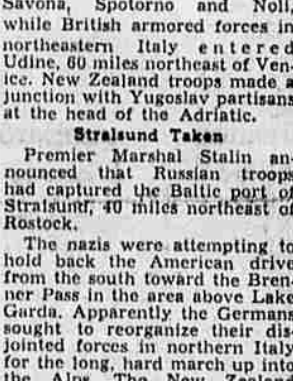 Savona, Spotorno and Noli,
while British armored forces in
northeastern Italy entered
Udine, 60 miles northeast of Ven-
ice. New Zealand troops made a
junction with Yugoslav partisans
at the head of the Adriatic.
Stralsund Taken
Premier Marshal Stalin an-
nounced that Russian troops
had captured the Baltic port of
Stralsund, 40 miles northeast of
Rostock.
The nazis were attempting to
hold back the American drive
from the south toward the Bren-
ner Pass in the area above Lake
Garda. Apparently the Germans
sought to reorganize their dis-
jointed forces in northern Italy
for the long, hard march up into
the Alps. The New Zealand